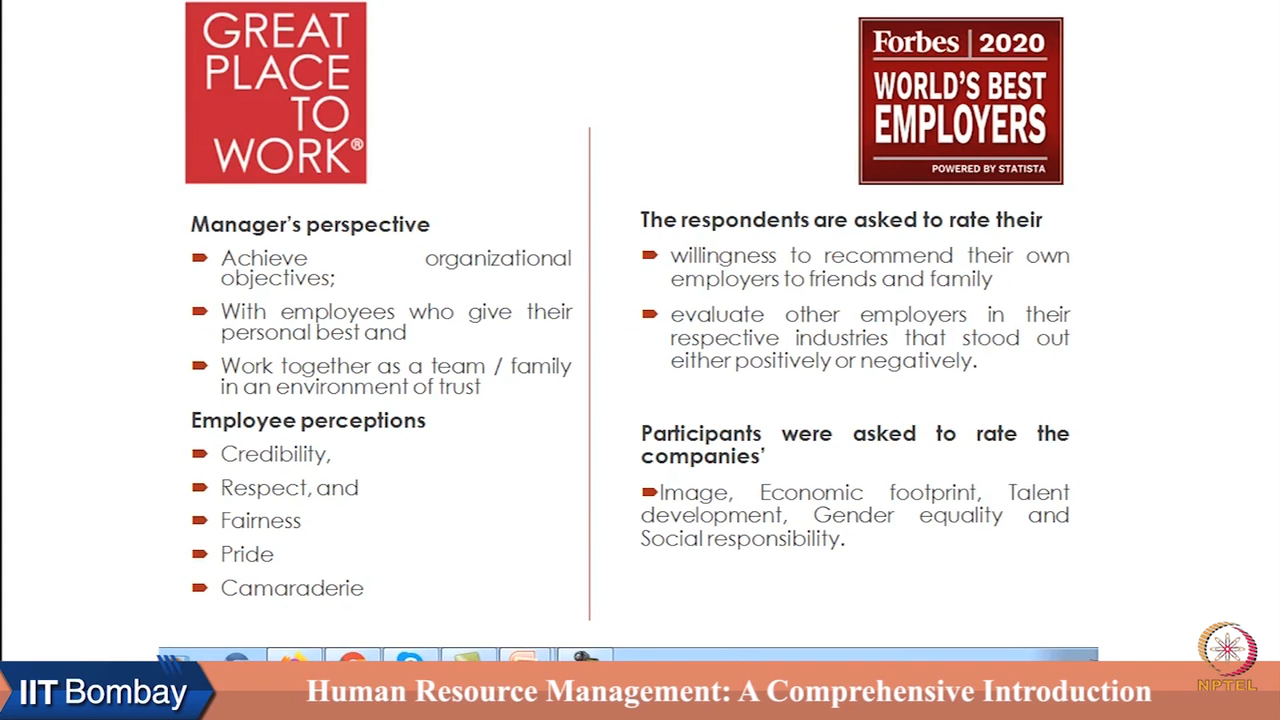 GREAT
PLACE
TO
WORK®
Manager's perspective
Achieve organizational
objectives;
With employees who give their
personal best and
Work together as a team / family
in an environment of trust
Employee perceptions
Credibility,
Respect, and
Fairness
Pride
Camaraderie
Forbes | 2020
WORLD'S BEST
EMPLOYERS
POWERED BY STATISTA
The respondents are asked to rate their
willingness to recommend their own
employers to friends and family
evaluate other employers in their
respective industries that stood out
either positively or negatively.
Participants were asked to rate the
companies'
Image, Economic footprint, Talent
development, Gender equality and
Social responsibility.
IIT Bombay
Human Resource Management: A Comprehensive Introduction
NPTEL